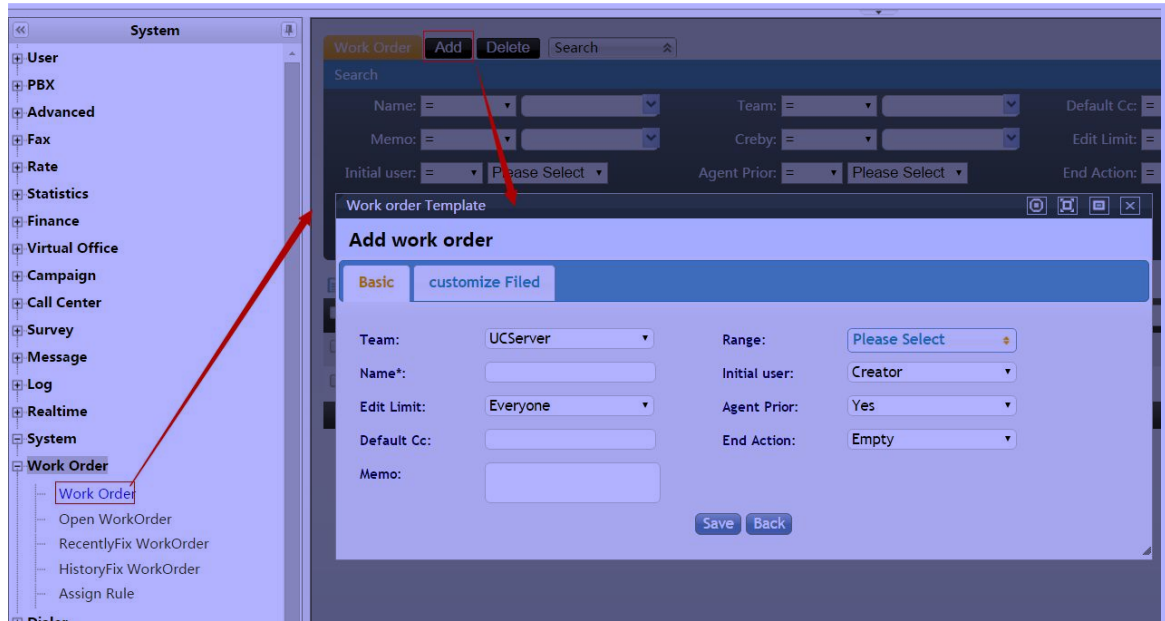 System
User
PBX
Advanced
Fax
Rate
Statistics
Finance
Virtual Office
Campaign
Call Center
Survey
Message
Log
Realtime
System
Work Order
Work Order
Open WorkOrder
RecentlyFix WorkOrder
HistoryFix WorkOrder
Assign Rule
Dialer
Work Order Add Delete Search
Search
Name: = Team: = Default Cc: =
Memo: = Creby: = Edit Limit: =
Initial user: = Please Select Agent Prior: = Please Select End Action: =
Work order Template
Add work order
Basic customize Filed
Team: UCServer Range: Please Select
Name*: Initial user: Creator
Edit Limit: Everyone Agent Prior: Yes
Default Cc: End Action: Empty
Memo:
Save Back